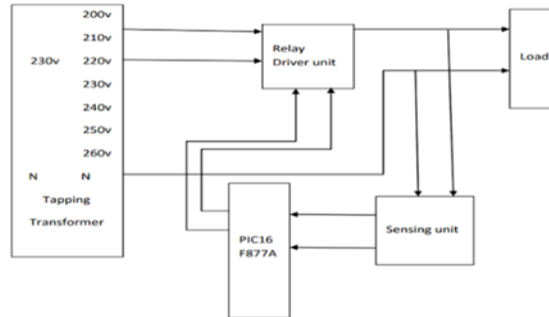 200v
210v
230v
220v
230v
240v
250v
260v
N
N
Tapping
Transformer
Relay
Driver unit
Load
PIC16
F877A
Sensing unit